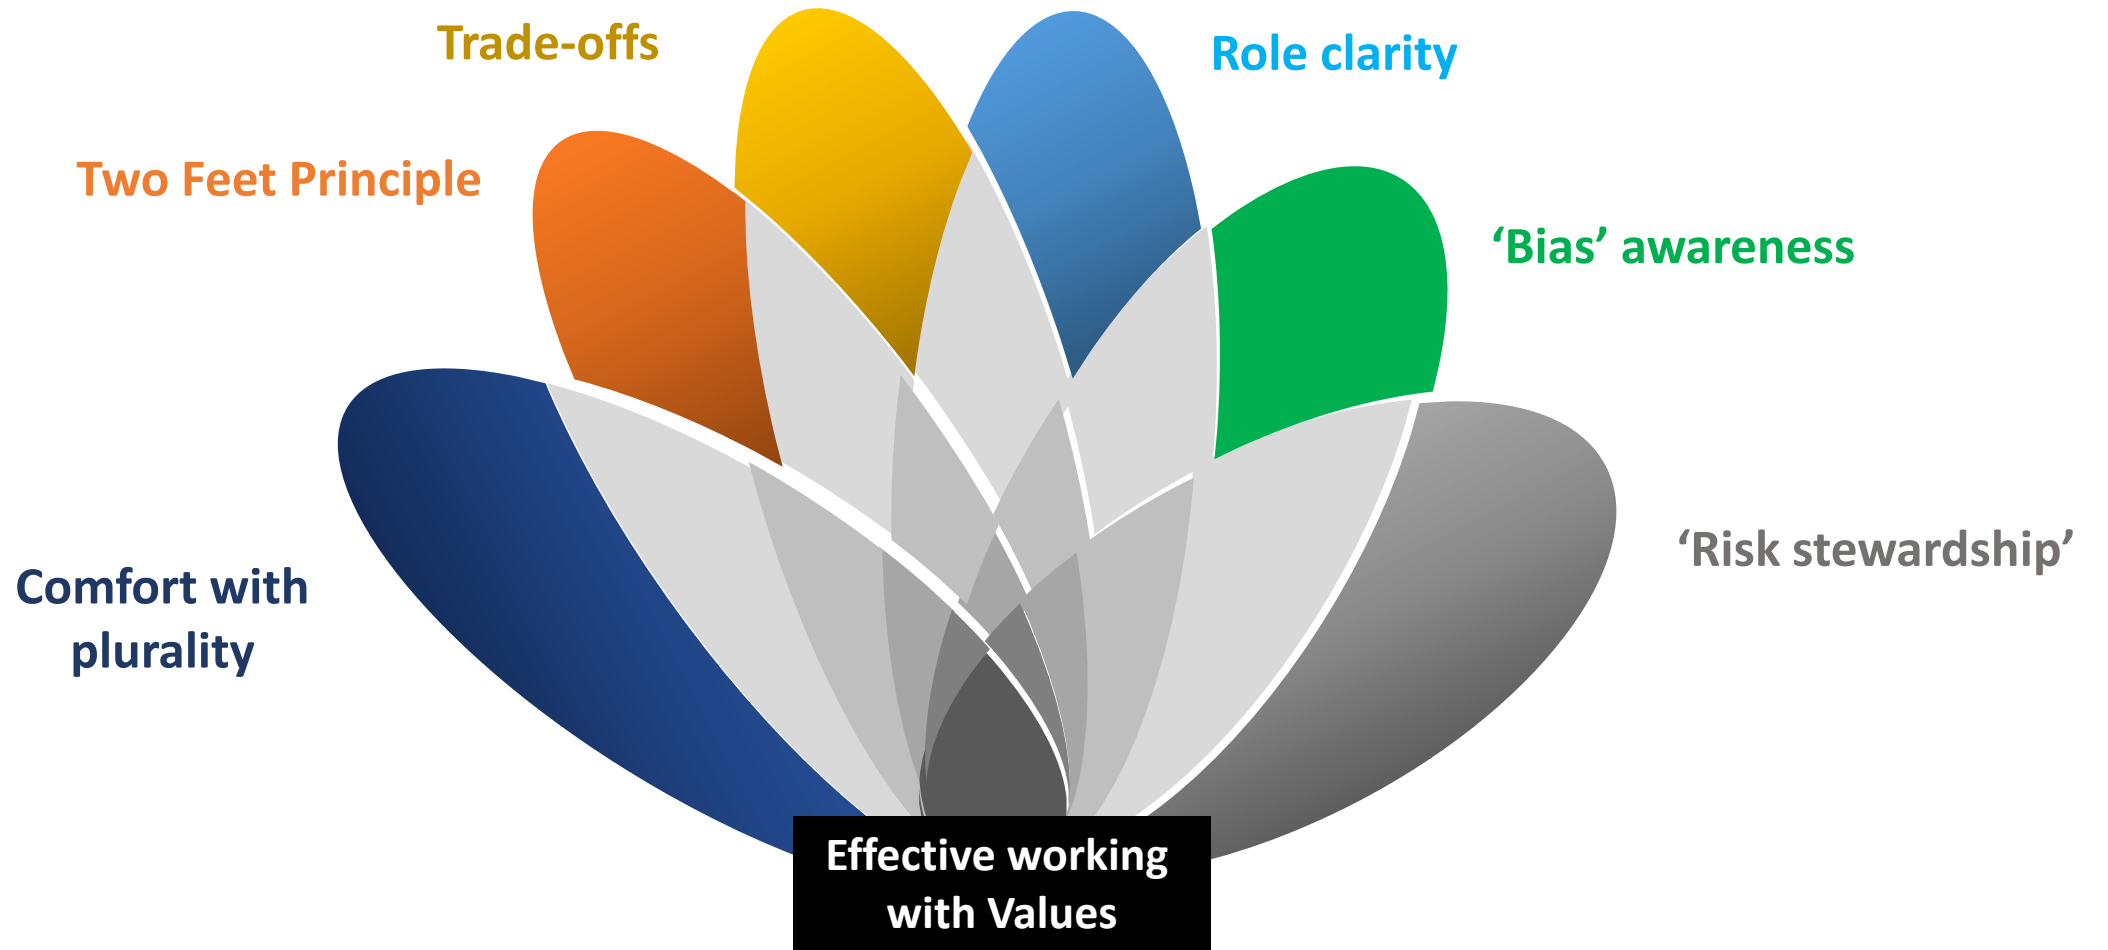 Trade-offs
Role clarity
Two Feet Principle
‘Bias’ awareness
‘Risk stewardship’
Comfort with
plurality
Effective working
with Values